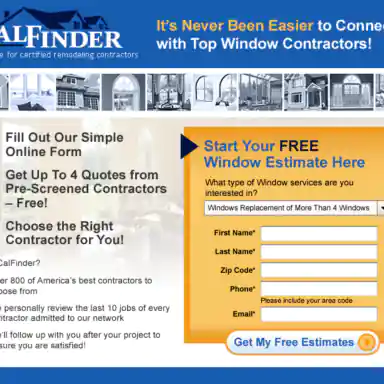 ALFINDER
e for certified remodeling contractors
It's Never Been Easier to Connec
with Top Window Contractors!
Fill Out Our Simple
Online Form
Get Up To 4 Quotes from
Pre-Screened Contractors
– Free!
Choose the Right
Contractor for You!
CalFinder?
er 800 of America's best contractors to
oose from
e personally review the last 10 jobs of every
ntractor admitted to our network
e'll follow up with you after your project to
sure you are satisfied!
Start Your FREE
Window Estimate Here
What type of Window services are you
interested in?
Windows Replacement of More Than 4 Windows
First Name*
Last Name*
Zip Code*
Phone*
Please include your area code
Email*
Get My Free Estimates